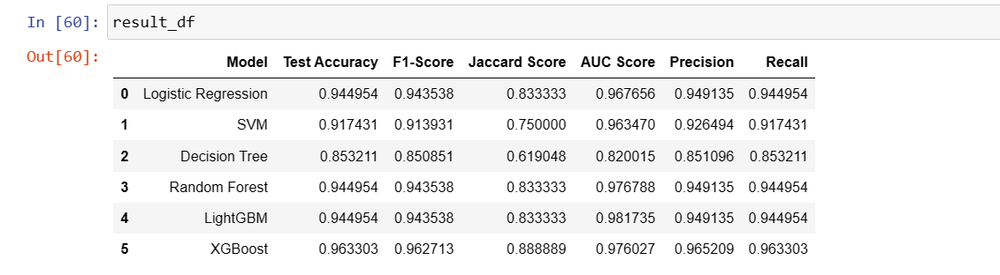 In [60]: result_df
Out[60]:
Model Test Accuracy F1-Score Jaccard Score AUC Score Precision Recall
0 Logistic Regression 0.944954 0.943538 0.833333 0.967656 0.949135 0.944954
1 SVM 0.917431 0.913931 0.750000 0.963470 0.926494 0.917431
2 Decision Tree 0.853211 0.850851 0.619048 0.820015 0.851096 0.853211
3 Random Forest 0.944954 0.943538 0.833333 0.976788 0.949135 0.944954
4 LightGBM 0.944954 0.943538 0.833333 0.981735 0.949135 0.944954
5 XGBoost 0.963303 0.962713 0.888889 0.976027 0.965209 0.963303